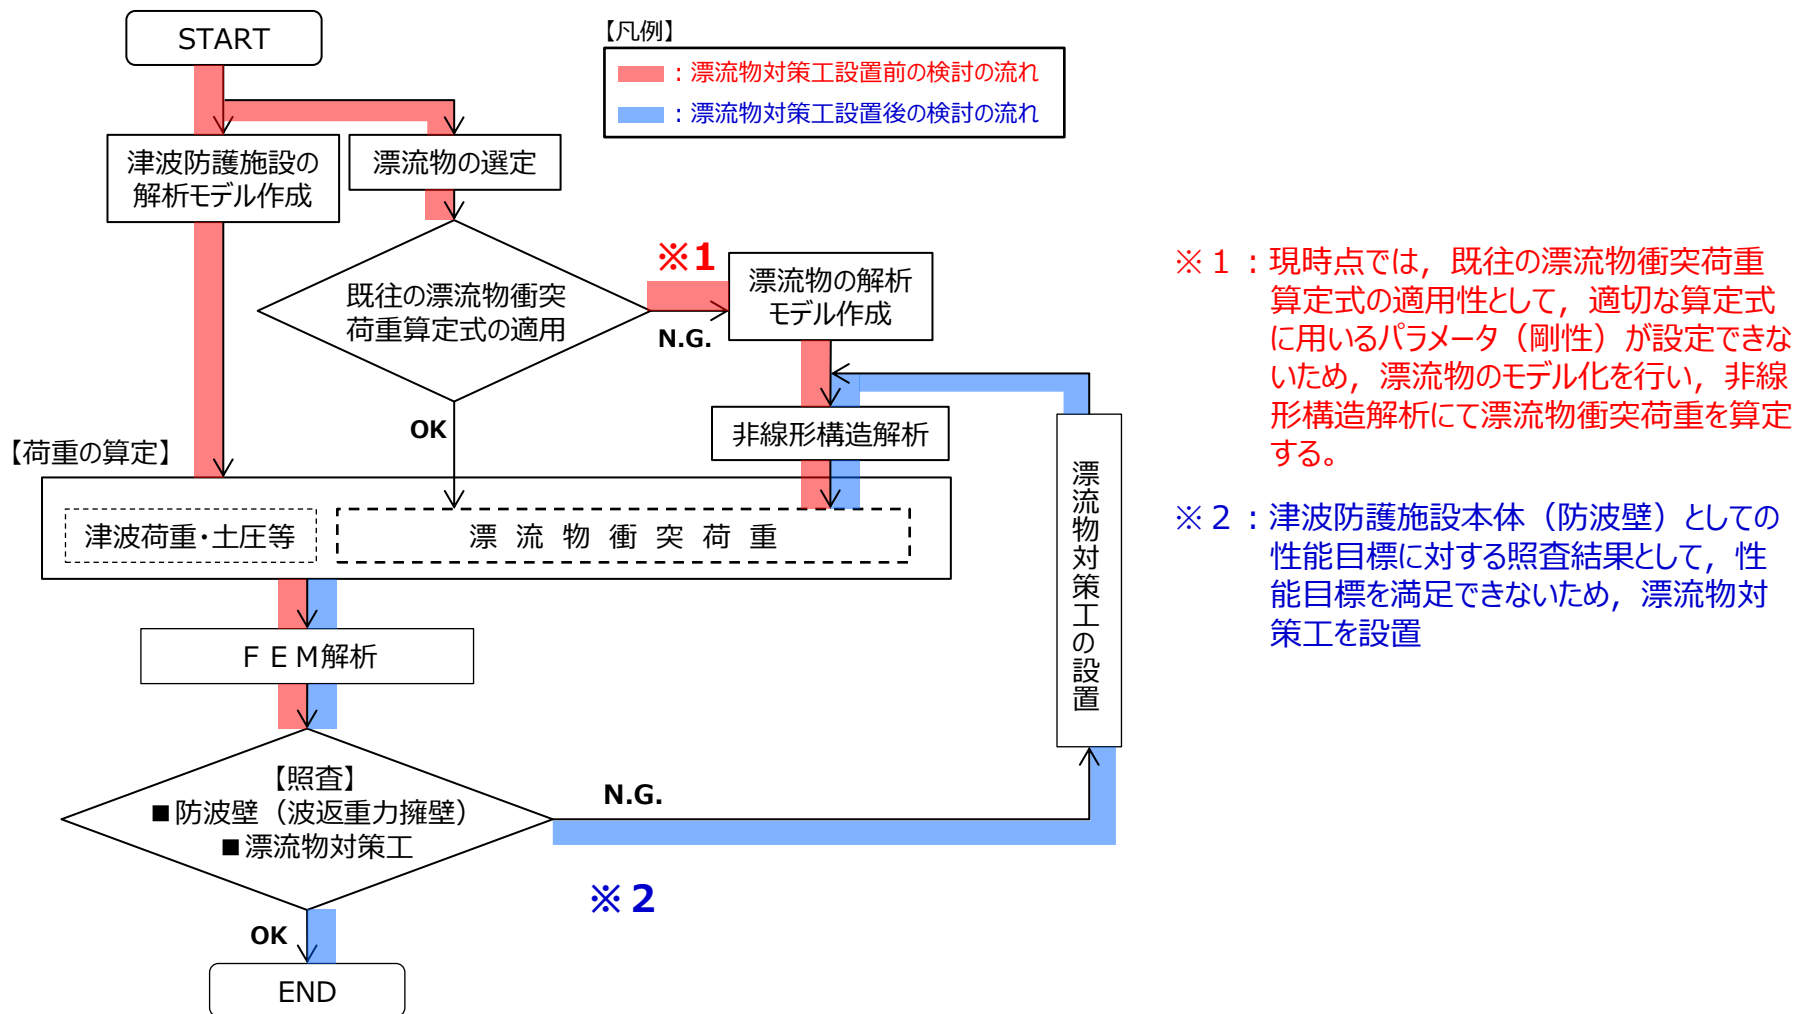 START
【凡例】
：漂流物対策工設置前の検討の流れ
：漂流物対策工設置後の検討の流れ
津波防護施設の
解析モデル作成
漂流物の選定
既往の漂流物衝突
荷重算定式の適用
※1
N.G.
漂流物の解析
モデル作成
OK
非線形構造解析
【荷重の算定】
津波荷重・土圧等
漂流物衝突荷重
漂流物対策工の設置
ＦＥＭ解析
【照査】
■防波壁（波返重力擁壁）
■漂流物対策工
N.G.
※２
OK
END
※１：現時点では，既往の漂流物衝突荷重
算定式の適用性として，適切な算定式
に用いるパラメータ（剛性）が設定できな
いため，漂流物のモデル化を行い，非線
形構造解析にて漂流物衝突荷重を算定
する。
※２：津波防護施設本体（防波壁）としての
性能目標に対する照査結果として，性
能目標を満足できないため，漂流物対
策工を設置